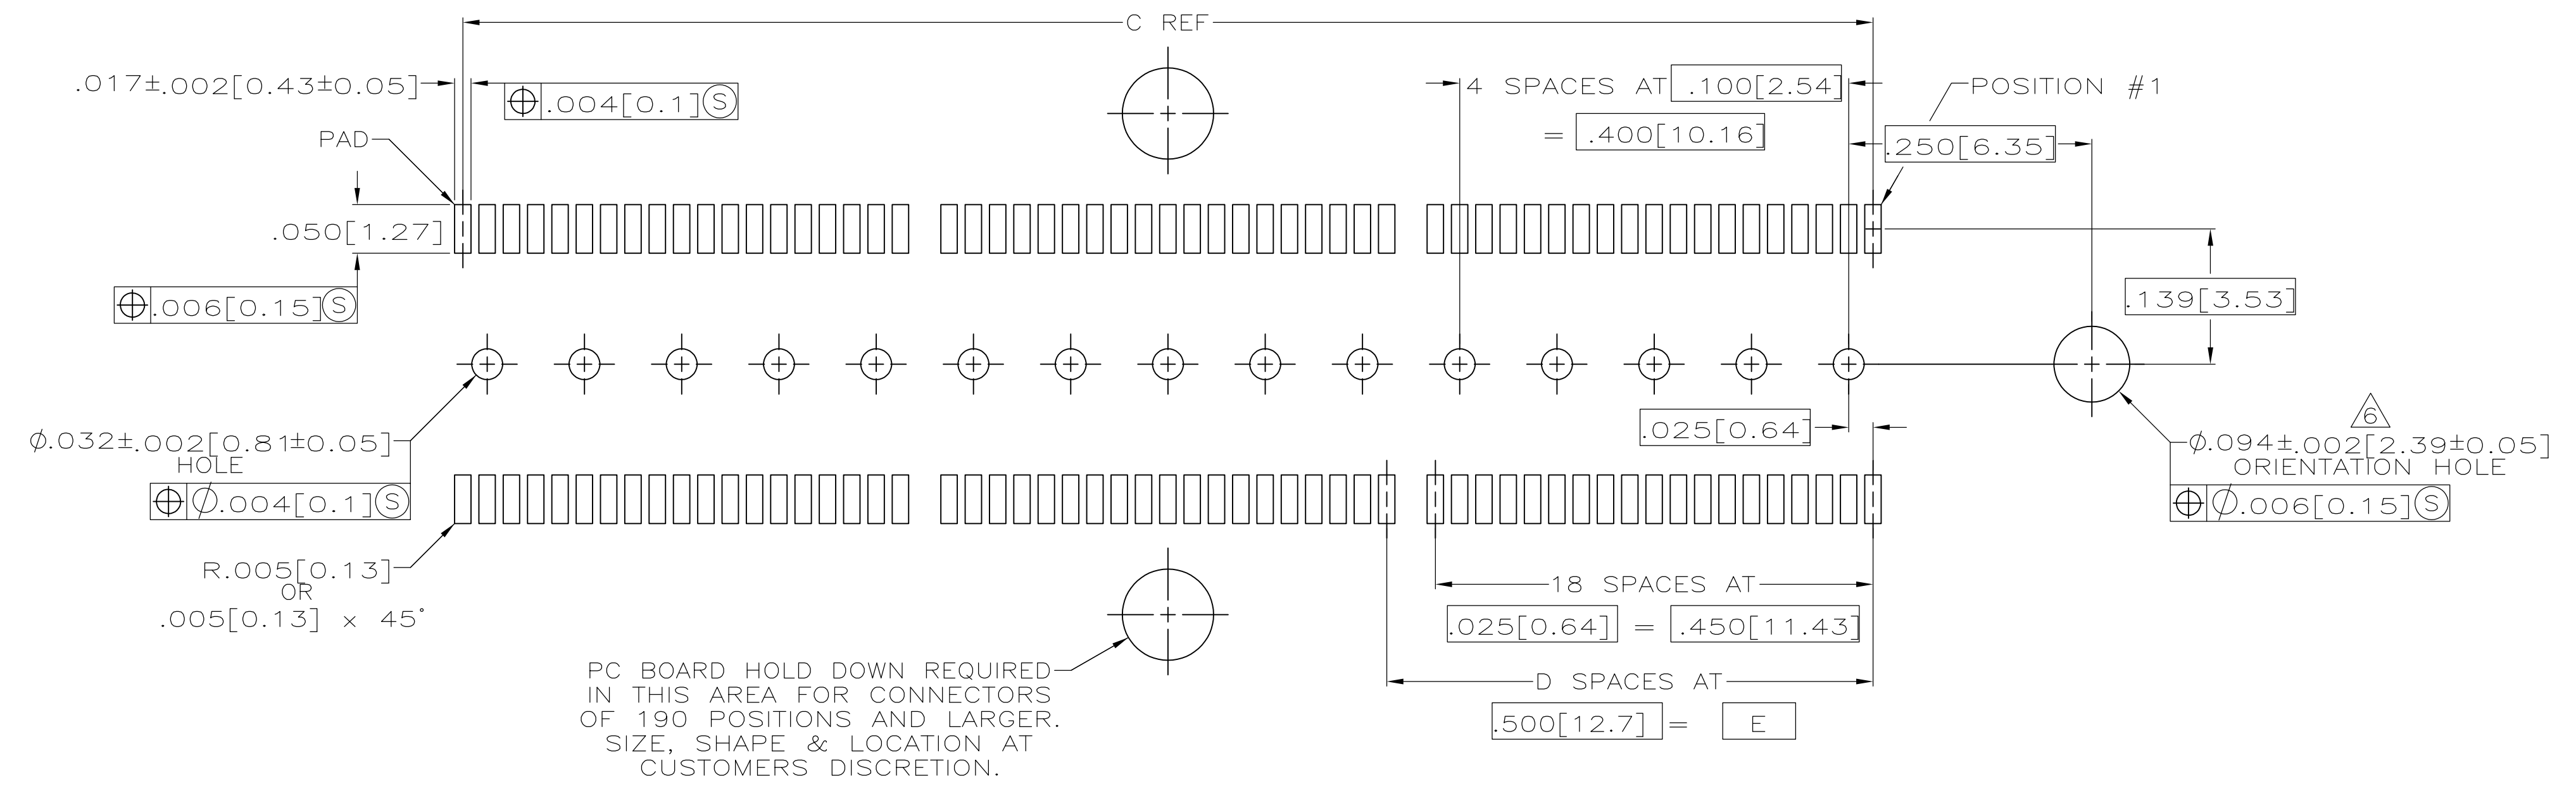 C REF
.017±.002[0.43±0.05]
⌖ .004[0.1] Ⓢ
4 SPACES AT .100[2.54]
= .400[10.16]
POSITION #1
.250[6.35]
PAD
.050[1.27]
⌖ .006[0.15] Ⓢ
.139[3.53]
.025[0.64]
Ø.032±.002[0.81±0.05]
HOLE
⌖ Ø.004[0.1] Ⓢ
6
Ø.094±.002[2.39±0.05]
ORIENTATION HOLE
⌖ Ø.006[0.15] Ⓢ
R.005[0.13]
OR
.005[0.13] × 45°
18 SPACES AT
.025[0.64] = .450[11.43]
D SPACES AT
.500[12.7] = E
PC BOARD HOLD DOWN REQUIRED
IN THIS AREA FOR CONNECTORS
OF 190 POSITIONS AND LARGER.
SIZE, SHAPE & LOCATION AT
CUSTOMERS DISCRETION.